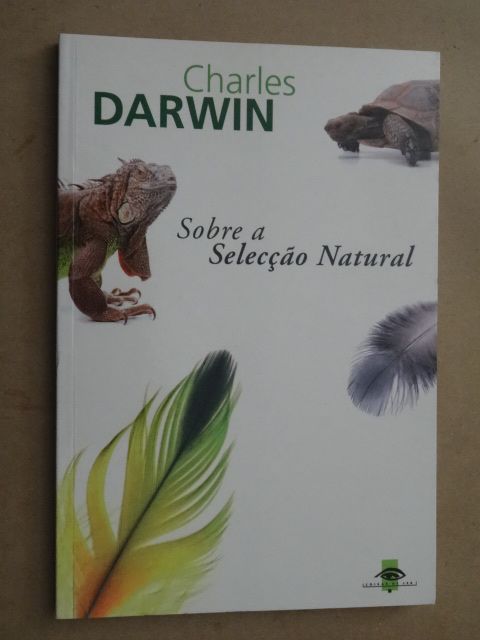 Charles
DARWIN
Sobre a
Selecção Natural